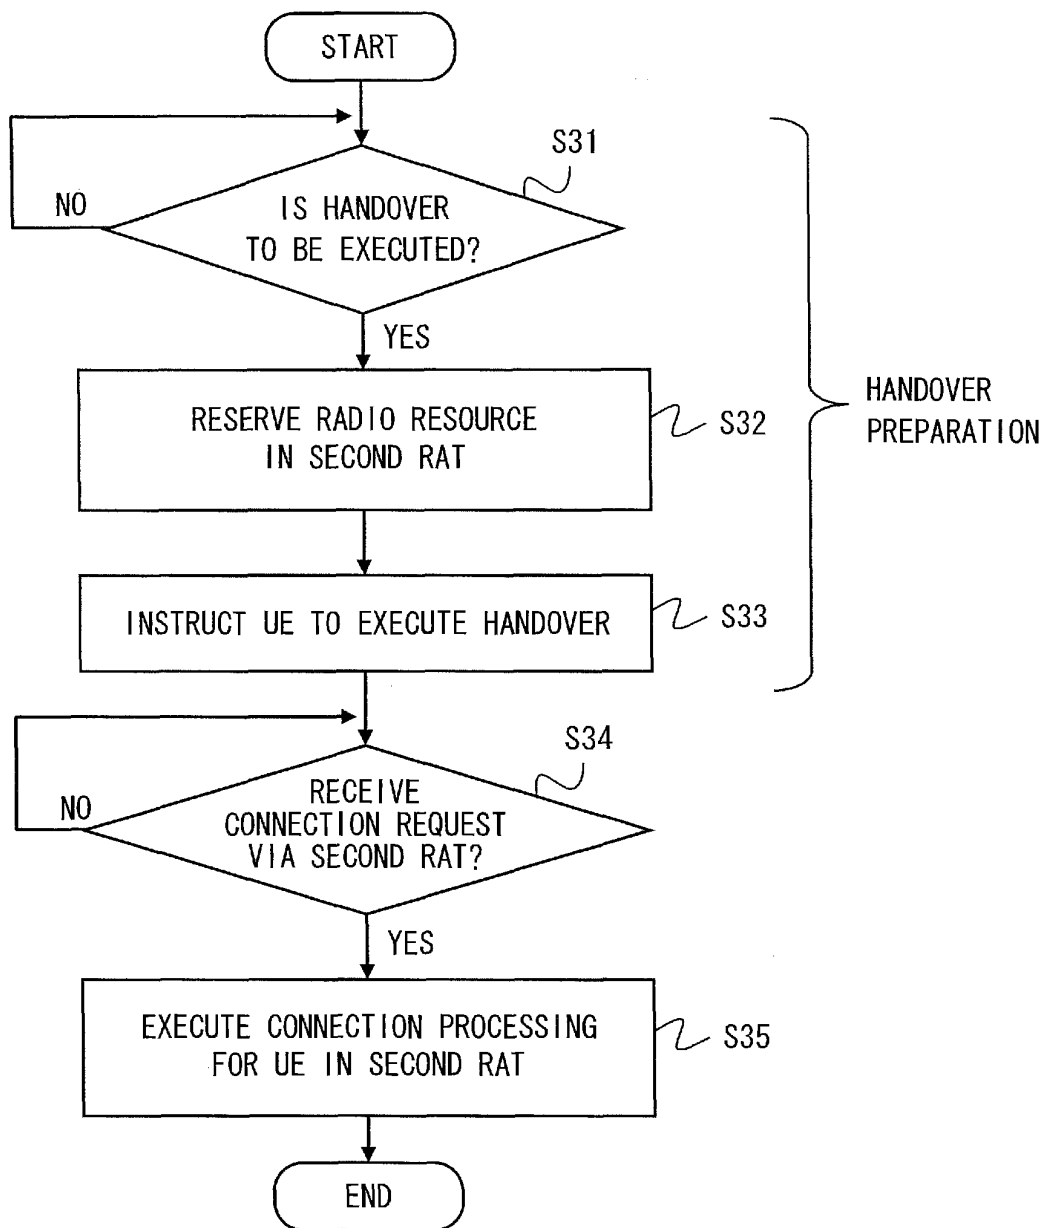 START
S31
NO
IS HANDOVER
TO BE EXECUTED?
YES
RESERVE RADIO RESOURCE
IN SECOND RAT
S32
HANDOVER
PREPARATION
INSTRUCT UE TO EXECUTE HANDOVER
S33
S34
NO
RECEIVE
CONNECTION REQUEST
VIA SECOND RAT?
YES
EXECUTE CONNECTION PROCESSING
FOR UE IN SECOND RAT
S35
END